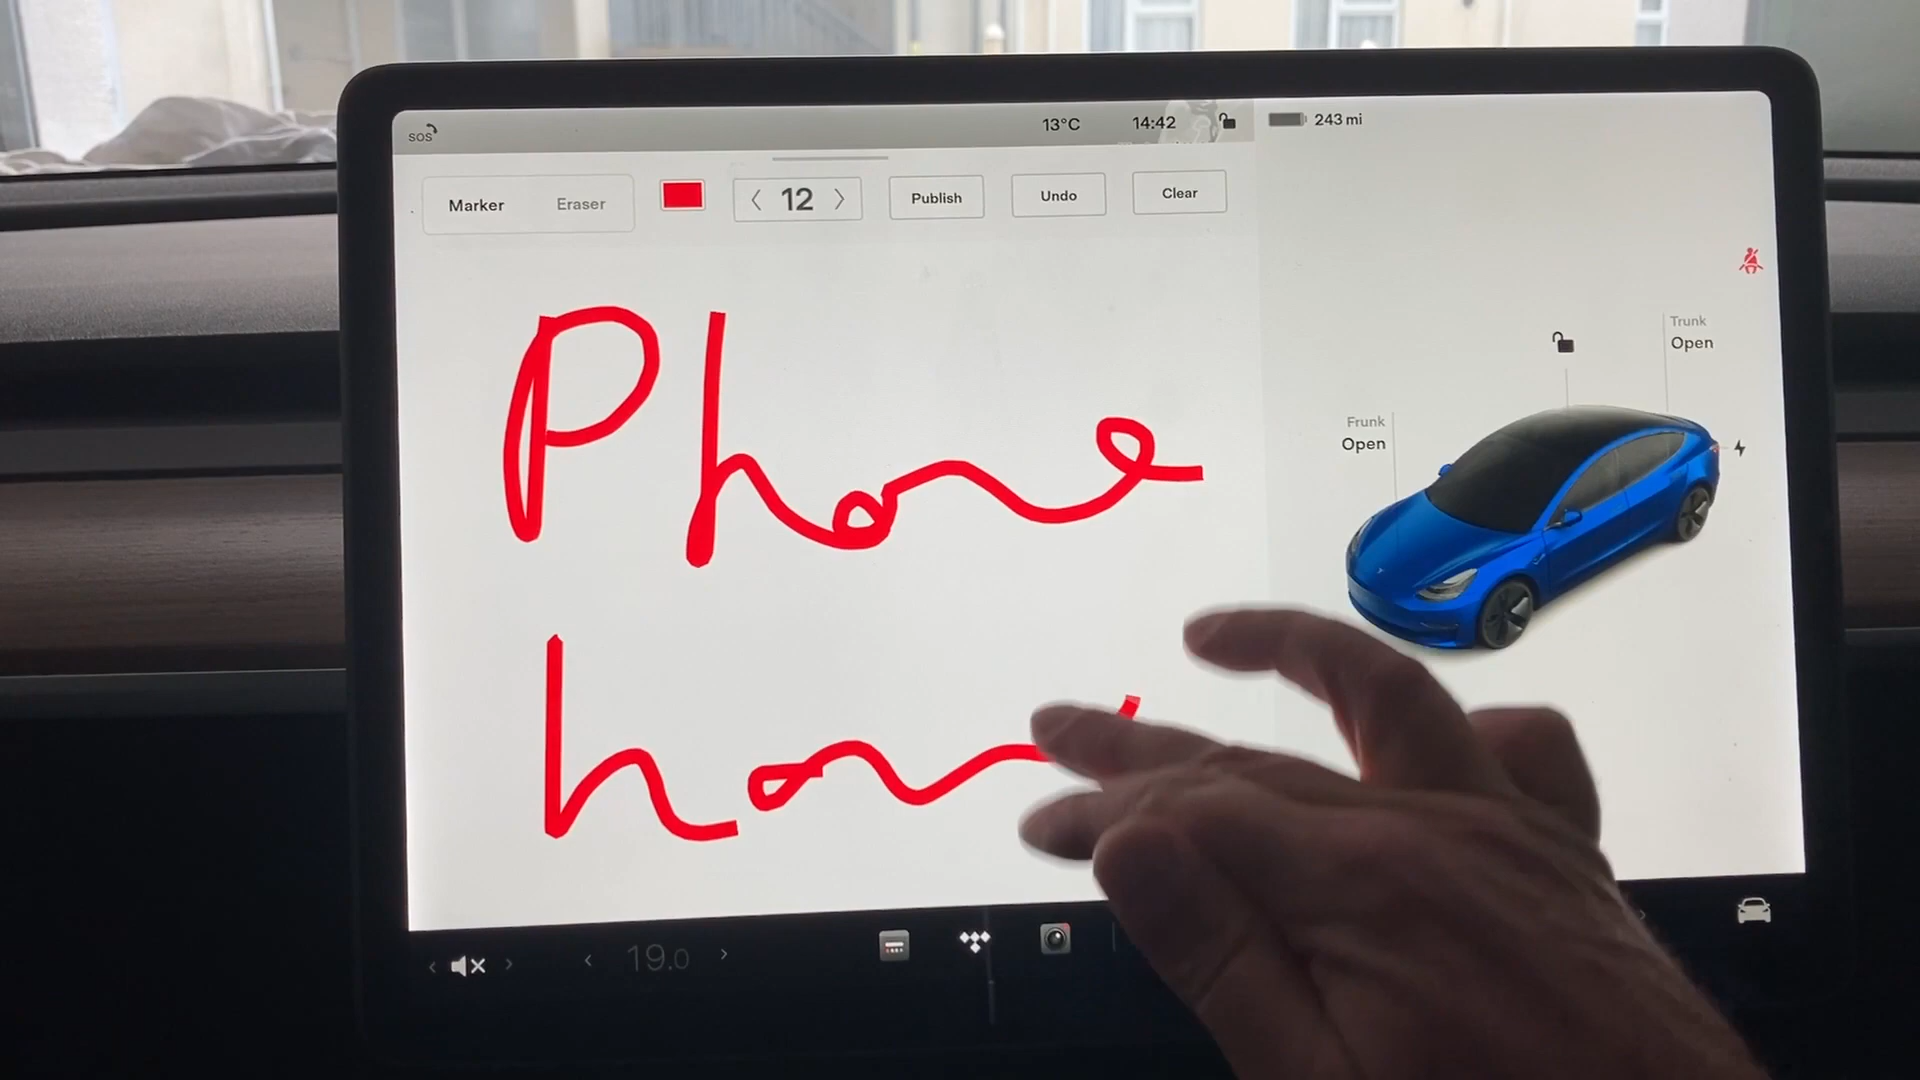 SOS 13°C 14:42 243 mi
Marker Eraser < 12 > Publish Undo Clear
Phone
Trunk
Open
Frunk
Open
19.0